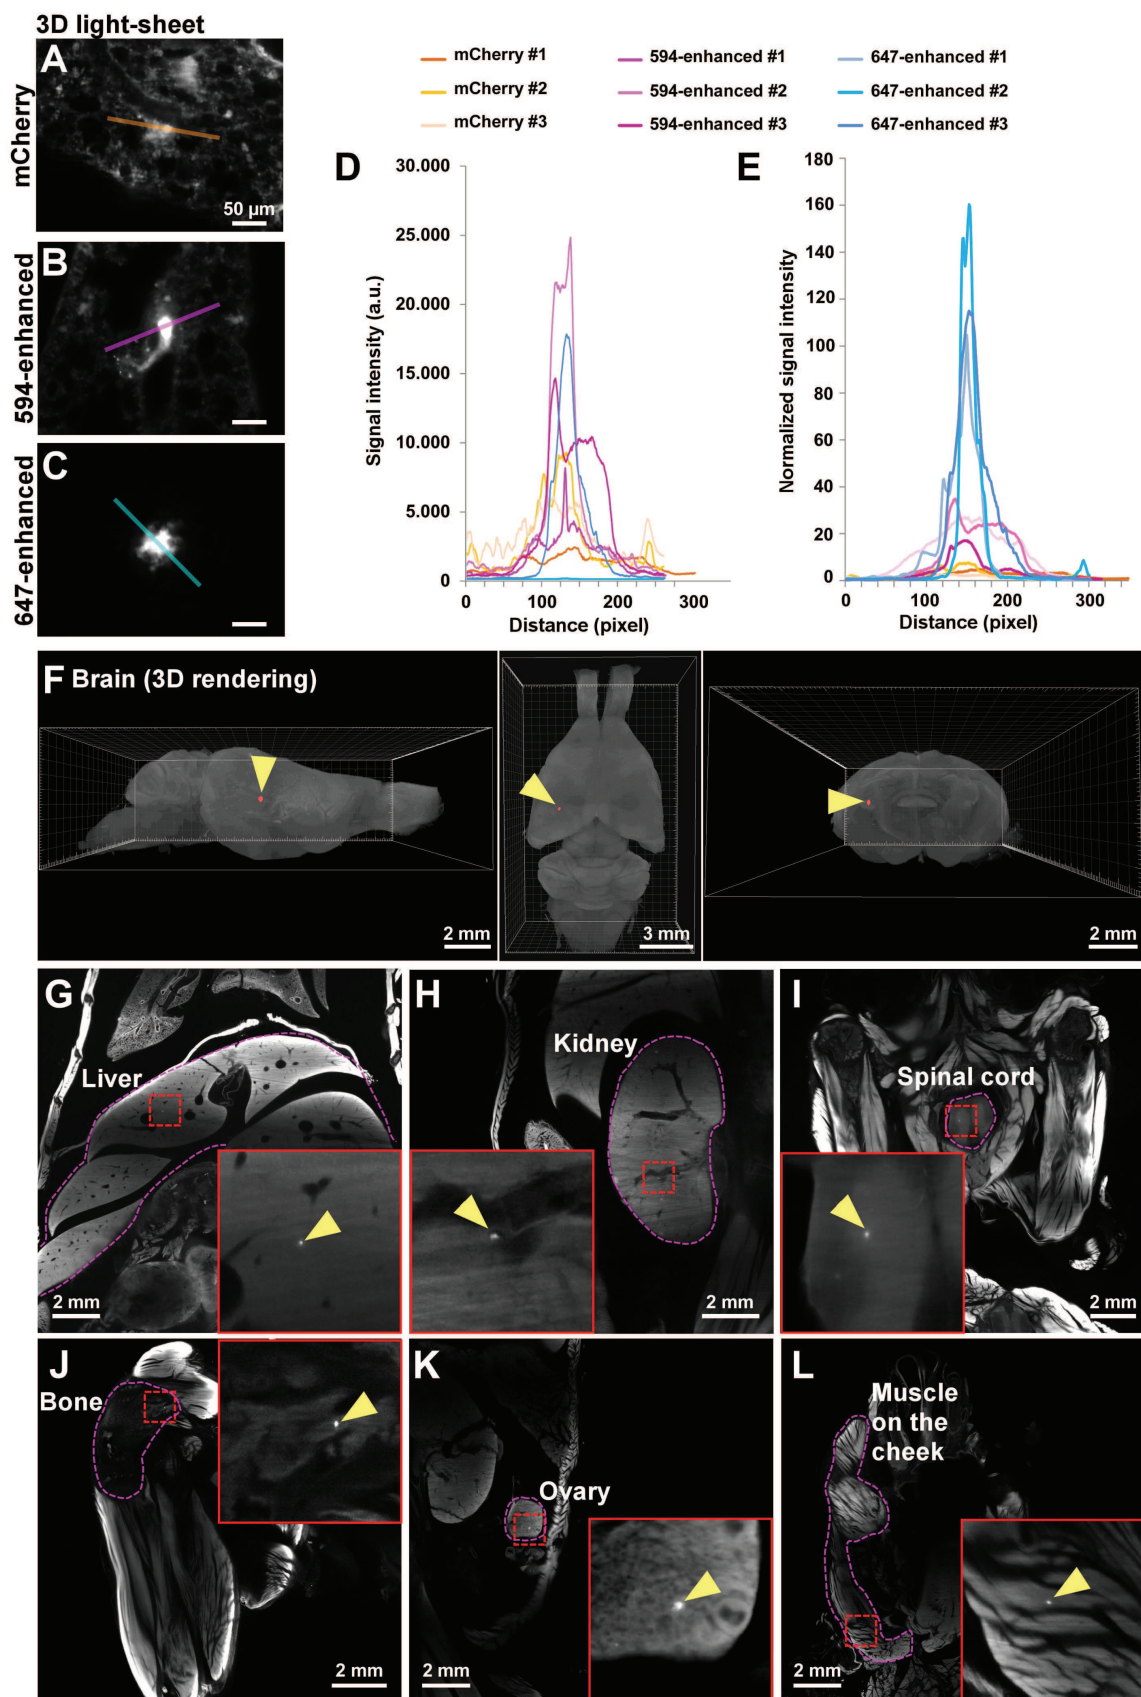 3D light-sheet
A
mCherry
50 µm
B
594-enhanced
C
647-enhanced
mCherry #1
594-enhanced #1
647-enhanced #1
mCherry #2
594-enhanced #2
647-enhanced #2
mCherry #3
594-enhanced #3
647-enhanced #3
D
Signal intensity (a.u.)
30.000
25.000
20.000
15.000
10.000
5.000
0
0 100 200 300
Distance (pixel)
E
Normalized signal intensity
180
160
140
120
100
80
60
40
20
0
0 100 200 300
Distance (pixel)
F Brain (3D rendering)
2 mm
3 mm
2 mm
G
Liver
2 mm
H
Kidney
2 mm
I
Spinal cord
2 mm
J
Bone
2 mm
K
Ovary
2 mm
L
Muscle
on the
cheek
2 mm